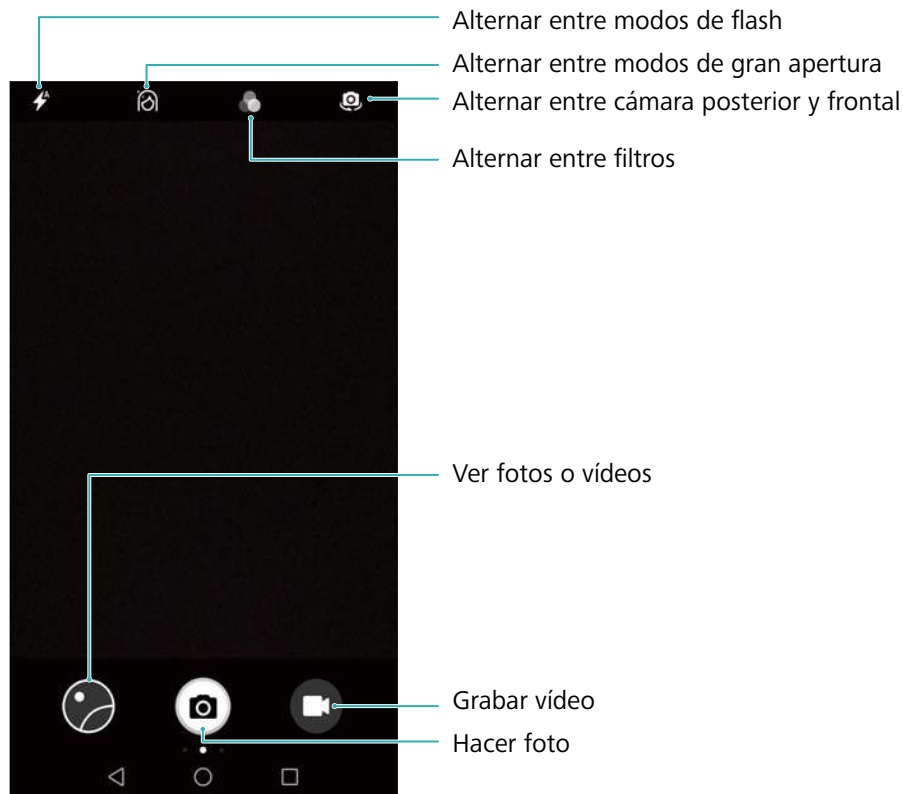 Alternar entre modos de flash
Alternar entre modos de gran apertura
Alternar entre cámara posterior y frontal
Alternar entre filtros
Ver fotos o vídeos
Grabar vídeo
Hacer foto